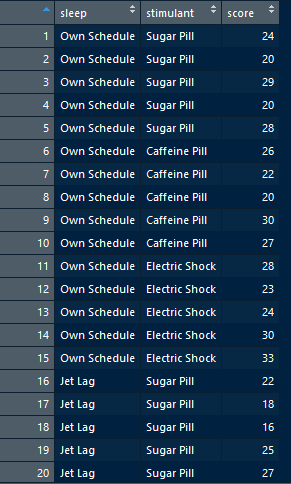 sleep stimulant score
1 Own Schedule Sugar Pill 24
2 Own Schedule Sugar Pill 20
3 Own Schedule Sugar Pill 29
4 Own Schedule Sugar Pill 20
5 Own Schedule Sugar Pill 28
6 Own Schedule Caffeine Pill 26
7 Own Schedule Caffeine Pill 22
8 Own Schedule Caffeine Pill 20
9 Own Schedule Caffeine Pill 30
10 Own Schedule Caffeine Pill 27
11 Own Schedule Electric Shock 28
12 Own Schedule Electric Shock 23
13 Own Schedule Electric Shock 24
14 Own Schedule Electric Shock 30
15 Own Schedule Electric Shock 33
16 Jet Lag Sugar Pill 22
17 Jet Lag Sugar Pill 18
18 Jet Lag Sugar Pill 16
19 Jet Lag Sugar Pill 25
20 Jet Lag Sugar Pill 27